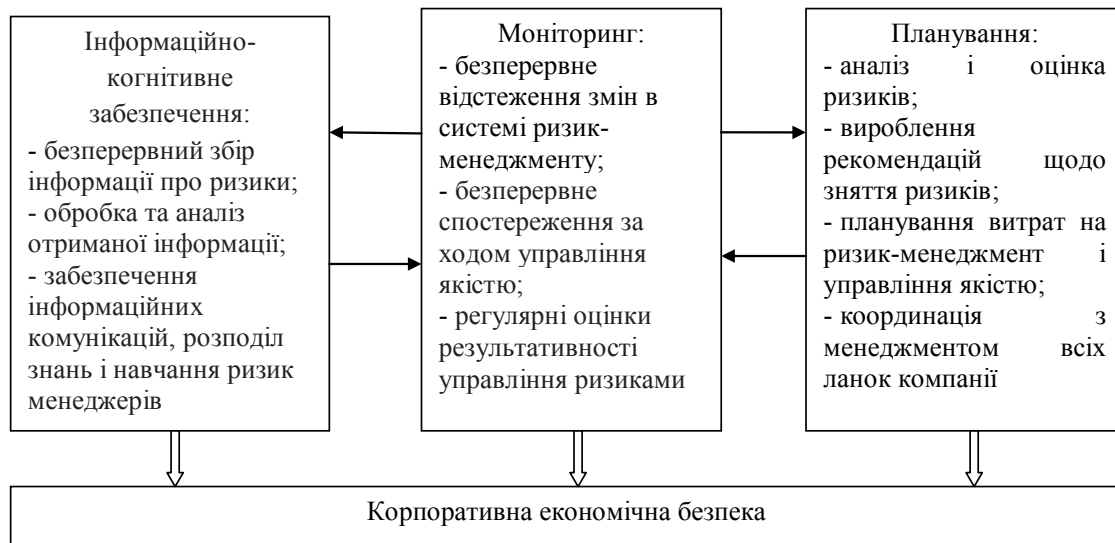 Інформаційно-
когнітивне
забезпечення:
- безперервний збір
інформації про ризики;
- обробка та аналіз
отриманої інформації;
- забезпечення
інформаційних
комунікацій, розподіл
знань і навчання ризик
менеджерів
Моніторинг:
- безперервне
відстеження змін в
системі ризик-
менеджменту;
- безперервне
спостереження за
ходом управління
якістю;
- регулярні оцінки
результативності
управління ризиками
Планування:
- аналіз і оцінка
ризиків;
- вироблення
рекомендацій щодо
зняття ризиків;
- планування витрат на
ризик-менеджмент і
управління якістю;
- координація з
менеджментом всіх
ланок компанії
Корпоративна економічна безпека